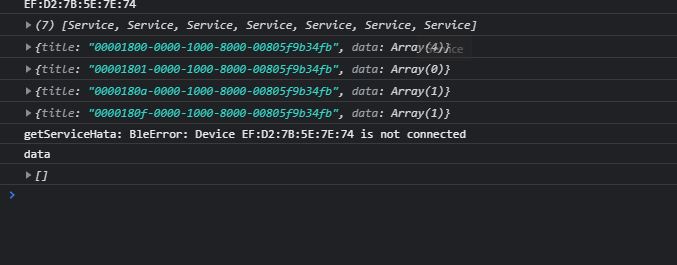 EF:D2:7B:5E:7E:74
(7) [Service, Service, Service, Service, Service, Service, Service]
{title: "00001800-0000-1000-8000-00805f9b34fb", data: Array(4)}
{title: "00001801-0000-1000-8000-00805f9b34fb", data: Array(0)}
{title: "0000180a-0000-1000-8000-00805f9b34fb", data: Array(1)}
{title: "0000180f-0000-1000-8000-00805f9b34fb", data: Array(1)}
getServiceHata: BleError: Device EF:D2:7B:5E:7E:74 is not connected
data
[]